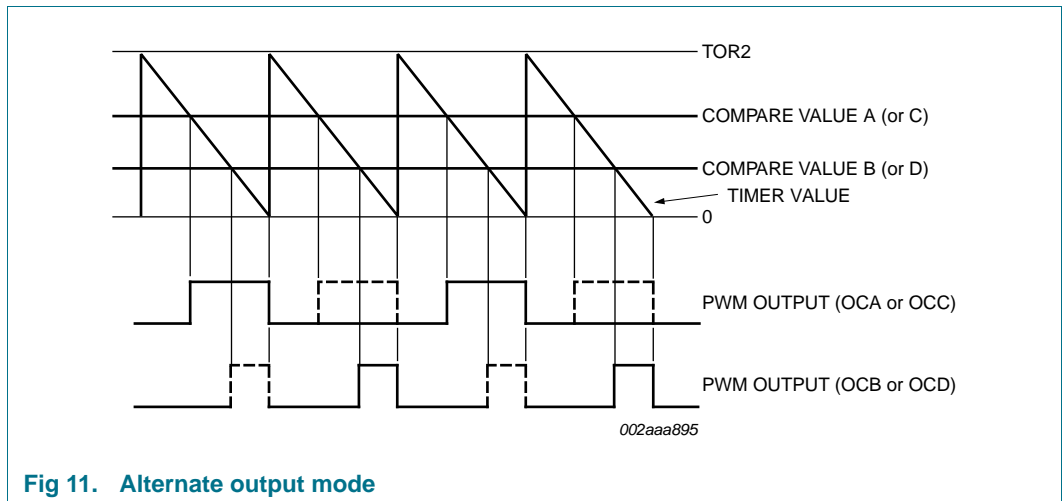 TOR2
COMPARE VALUE A (or C)
COMPARE VALUE B (or D)
TIMER VALUE
0
PWM OUTPUT (OCA or OCC)
PWM OUTPUT (OCB or OCD)
002aaa895
Fig 11. Alternate output mode